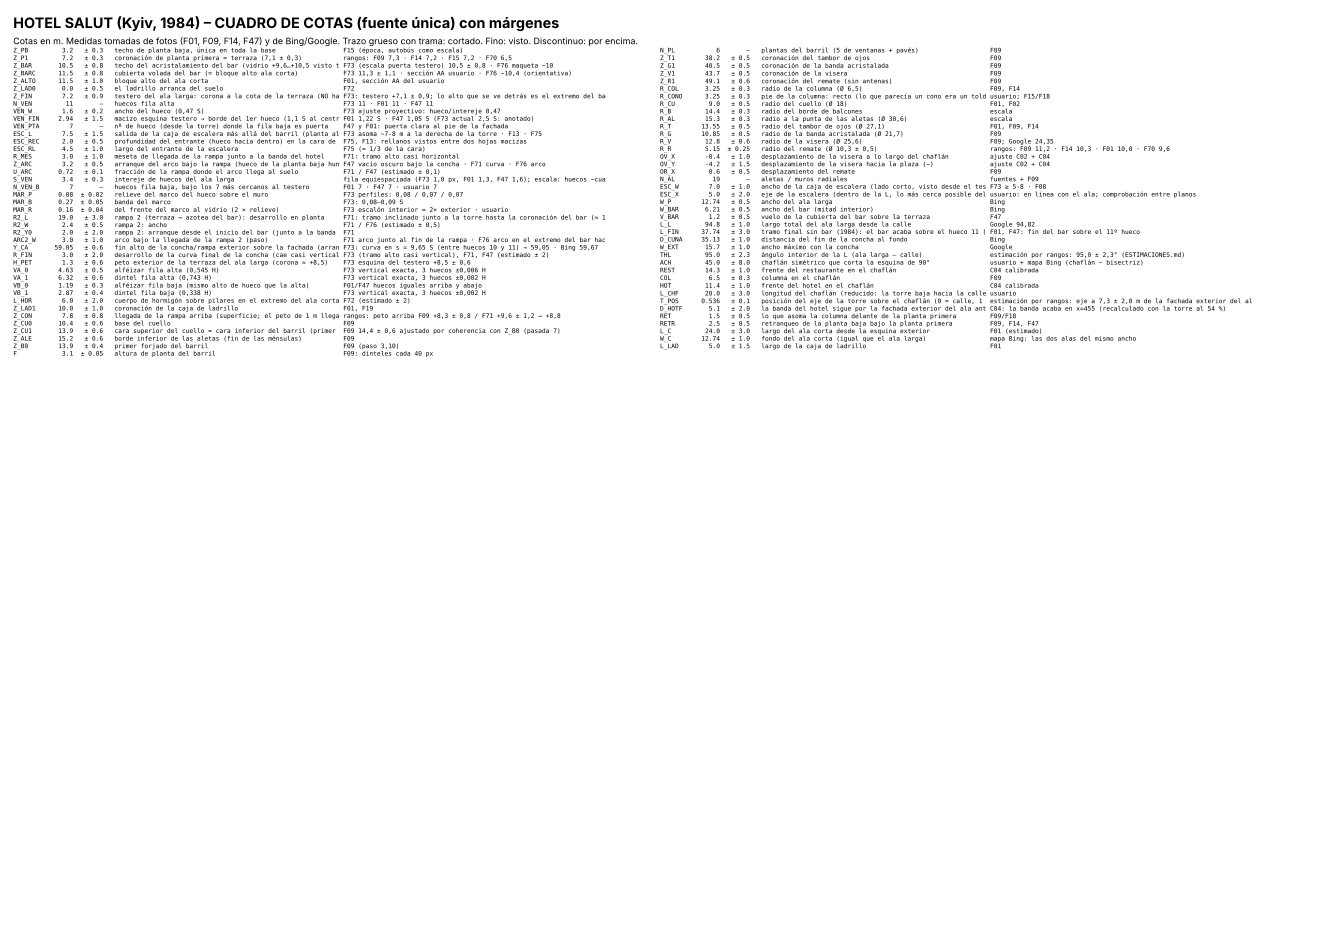 HOTEL SALUT (Kyiv, 1984) – CUADRO DE COTAS (fuente única) con márgenes
Cotas en m. Medidas tomadas de fotos (F01, F09, F14, F47) y de Bing/Google. Trazo grueso con trama: cortado. Fino: visto. Discontinuo: por encima.
Z_PB 3.2 ± 0.3 techo de planta baja, única en toda la base F15 (época, autobús como escala)
Z_P1 7.2 ± 0.3 coronación de planta primera = terraza (7,1 ± 0,3) rangos: F09 7,3 · F14 7,2 · F15 7,2 · F70 6,5
Z_BAR 10.5 ± 0.8 techo del acristalamiento del bar (vidrio +9,6…+10,5 visto t F73 (escala puerta testero) 10,5 ± 0,8 · F76 maqueta ~10
Z_BARC 11.5 ± 0.8 cubierta volada del bar (= bloque alto ala corta) F73 11,3 ± 1,1 · sección AA usuario · F76 ~10,4 (orientativa)
Z_ALTO 11.5 ± 1.0 bloque alto del ala corta F01, sección AA del usuario
Z_LAD0 0.0 ± 0.5 el ladrillo arranca del suelo F72
Z_FIN 7.2 ± 0.9 testero del ala larga: corona a la cota de la terraza (NO ha F73: testero +7,1 ± 0,9; lo alto que se ve detrás es el extremo del ba
N_VEN 11 — huecos fila alta F73 11 · F01 11 · F47 11
VEN_W 1.6 ± 0.2 ancho del hueco (0,47 S) F73 ajuste proyectivo: hueco/intereje 0,47
VEN_FIN 2.94 ± 1.5 macizo esquina testero → borde del 1er hueco (1,1 S al centr F01 1,22 S · F47 1,05 S (F73 actual 2,5 S: anotado)
VEN_PTA 7 — nº de hueco (desde la torre) donde la fila baja es puerta F47 y F01: puerta clara al pie de la fachada
ESC_L 7.5 ± 1.5 salida de la caja de escalera más allá del barril (planta al F73 asoma ~7-8 m a la derecha de la torre · F13 · F75
ESC_REC 2.0 ± 0.5 profundidad del entrante (hueco hacia dentro) en la cara de F75, F13: rellanos vistos entre dos hojas macizas
ESC_RL 4.5 ± 1.0 largo del entrante de la escalera F75 (≈ 1/3 de la cara)
R_MES 3.0 ± 1.0 meseta de llegada de la rampa junto a la banda del hotel F71: tramo alto casi horizontal
Z_ARC 3.2 ± 0.5 arranque del arco bajo la rampa (hueco de la planta baja hun F47 vacío oscuro bajo la concha · F71 curva · F76 arco
U_ARC 0.72 ± 0.1 fracción de la rampa donde el arco llega al suelo F71 / F47 (estimado ± 0,1)
S_VEN 3.4 ± 0.3 intereje de huecos del ala larga fila equiespaciada (F73 1,0 px, F01 1,3, F47 1,6); escala: huecos ~cua
N_VEN_B 7 — huecos fila baja, bajo los 7 más cercanos al testero F01 7 · F47 7 · usuario 7
MAR_P 0.08 ± 0.02 relieve del marco del hueco sobre el muro F73 perfiles: 0,08 / 0,07 / 0,07
MAR_B 0.27 ± 0.05 banda del marco F73: 0,08–0,09 S
MAR_R 0.16 ± 0.04 del frente del marco al vidrio (2 × relieve) F73 escalón interior ≈ 2× exterior · usuario
R2_L 19.0 ± 3.0 rampa 2 (terraza → azotea del bar): desarrollo en planta F71: tramo inclinado junto a la torre hasta la coronación del bar (≈ 1
R2_W 2.4 ± 0.5 rampa 2: ancho F71 / F76 (estimado ± 0,5)
R2_Y0 2.0 ± 2.0 rampa 2: arranque desde el inicio del bar (junto a la banda F71
ARC2_W 3.0 ± 1.0 arco bajo la llegada de la rampa 2 (paso) F71 arco junto al fin de la rampa · F76 arco en el extremo del bar hac
Y_CA 59.05 ± 0.6 fin alto de la concha/rampa exterior sobre la fachada (arran F73: curva en s = 9,65 S (entre huecos 10 y 11) → 59,05 · Bing 59,67
R_FIN 3.0 ± 2.0 desarrollo de la curva final de la concha (cae casi vertical F73 (tramo alto casi vertical), F71, F47 (estimado ± 2)
H_PET 1.3 ± 0.6 peto exterior de la terraza del ala larga (corona ≈ +8,5) F73 esquina del testero +8,5 ± 0,6
VA_0 4.63 ± 0.5 alféizar fila alta (0,545 H) F73 vertical exacta, 3 huecos ±0,006 H
VA_1 6.32 ± 0.6 dintel fila alta (0,743 H) F73 vertical exacta, 3 huecos ±0,002 H
VB_0 1.19 ± 0.3 alféizar fila baja (mismo alto de hueco que la alta) F01/F47 huecos iguales arriba y abajo
VB_1 2.87 ± 0.4 dintel fila baja (0,338 H) F73 vertical exacta, 3 huecos ±0,002 H
L_HOR 6.0 ± 2.0 cuerpo de hormigón sobre pilares en el extremo del ala corta F72 (estimado ± 2)
Z_LAD1 10.0 ± 1.0 coronación de la caja de ladrillo F01, F19
Z_CON 7.8 ± 0.8 llegada de la rampa arriba (superficie; el peto de 1 m llega rangos: peto arriba F09 +8,3 ± 0,8 / F71 +9,6 ± 1,2 → +8,8
Z_CU0 10.4 ± 0.6 base del cuello F09
Z_CU1 13.9 ± 0.6 cara superior del cuello = cara inferior del barril (primer F09 14,4 ± 0,6 ajustado por coherencia con Z_B0 (pasada 7)
Z_ALE 15.2 ± 0.6 borde inferior de las aletas (fin de las ménsulas) F09
Z_B0 13.9 ± 0.4 primer forjado del barril F09 (paso 3,10)
F 3.1 ± 0.05 altura de planta del barril F09: dinteles cada 40 px
N_PL 6 — plantas del barril (5 de ventanas + pavés) F09
Z_T1 38.2 ± 0.5 coronación del tambor de ojos F09
Z_G1 40.5 ± 0.5 coronación de la banda acristalada F09
Z_V1 43.7 ± 0.5 coronación de la visera F09
Z_R1 49.1 ± 0.6 coronación del remate (sin antenas) F09
R_COL 3.25 ± 0.3 radio de la columna (Ø 6,5) F09, F14
R_CONO 3.25 ± 0.3 pie de la columna: recto (lo que parecía un cono era un told usuario; F15/F18
R_CU 9.0 ± 0.5 radio del cuello (Ø 18) F01, F02
R_B 14.4 ± 0.3 radio del borde de balcones escala
R_AL 15.3 ± 0.3 radio a la punta de las aletas (Ø 30,6) escala
R_T 13.55 ± 0.5 radio del tambor de ojos (Ø 27,1) F01, F09, F14
R_G 10.85 ± 0.5 radio de la banda acristalada (Ø 21,7) F09
R_V 12.8 ± 0.6 radio de la visera (Ø 25,6) F09; Google 24,35
R_R 5.15 ± 0.25 radio del remate (Ø 10,3 ± 0,5) rangos: F09 11,2 · F14 10,3 · F01 10,0 · F70 9,6
OV_X -0.4 ± 1.0 desplazamiento de la visera a lo largo del chaflán ajuste C02 + C04
OV_Y -4.2 ± 1.5 desplazamiento de la visera hacia la plaza (−) ajuste C02 + C04
OR_X 0.6 ± 0.5 desplazamiento del remate F09
N_AL 19 — aletas / muros radiales fuentes + F09
ESC_W 7.0 ± 1.0 ancho de la caja de escalera (lado corto, visto desde el tes F73 ≥ 5-8 · F08
ESC_X 5.0 ± 2.0 eje de la escalera (dentro de la L, lo más cerca posible del usuario: en línea con el ala; comprobación entre planos
W_P 12.74 ± 0.5 ancho del ala larga Bing
W_BAR 6.21 ± 0.5 ancho del bar (mitad interior) Bing
V_BAR 1.2 ± 0.5 vuelo de la cubierta del bar sobre la terraza F47
L_L 94.8 ± 1.0 largo total del ala larga desde la calle Google 94,82
L_FIN 37.74 ± 3.0 tramo final sin bar (1984): el bar acaba sobre el hueco 11 ( F01, F47: fin del bar sobre el 11º hueco
D_CUNA 35.13 ± 1.0 distancia del fin de la concha al fondo Bing
W_EXT 15.7 ± 1.0 ancho máximo con la concha Google
THL 95.0 ± 2.3 ángulo interior de la L (ala larga – calle) estimación por rangos: 95,0 ± 2,3° (ESTIMACIONES.md)
ACH 45.0 ± 8.0 chaflán simétrico que corta la esquina de 90° usuario + mapa Bing (chaflán ~ bisectriz)
REST 14.3 ± 1.0 frente del restaurante en el chaflán C04 calibrada
COL 6.5 ± 0.3 columna en el chaflán F09
HOT 11.4 ± 1.0 frente del hotel en el chaflán C04 calibrada
L_CHF 20.0 ± 3.0 longitud del chaflán (reducido: la torre baja hacia la calle usuario
T_POS 0.536 ± 0.1 posición del eje de la torre sobre el chaflán (0 = calle, 1 estimación por rangos: eje a 7,3 ± 2,0 m de la fachada exterior del al
D_HOTF 5.1 ± 2.0 la banda del hotel sigue por la fachada exterior del ala ant C04: la banda acaba en x=455 (recalculado con la torre al 54 %)
RET 1.5 ± 0.5 lo que asoma la columna delante de la planta primera F09/F18
RETR 2.5 ± 0.5 retranqueo de la planta baja bajo la planta primera F09, F14, F47
L_C 24.0 ± 3.0 largo del ala corta desde la esquina exterior F01 (estimado)
W_C 12.74 ± 1.0 fondo del ala corta (igual que el ala larga) mapa Bing: las dos alas del mismo ancho
L_LAD 5.0 ± 1.5 largo de la caja de ladrillo F01